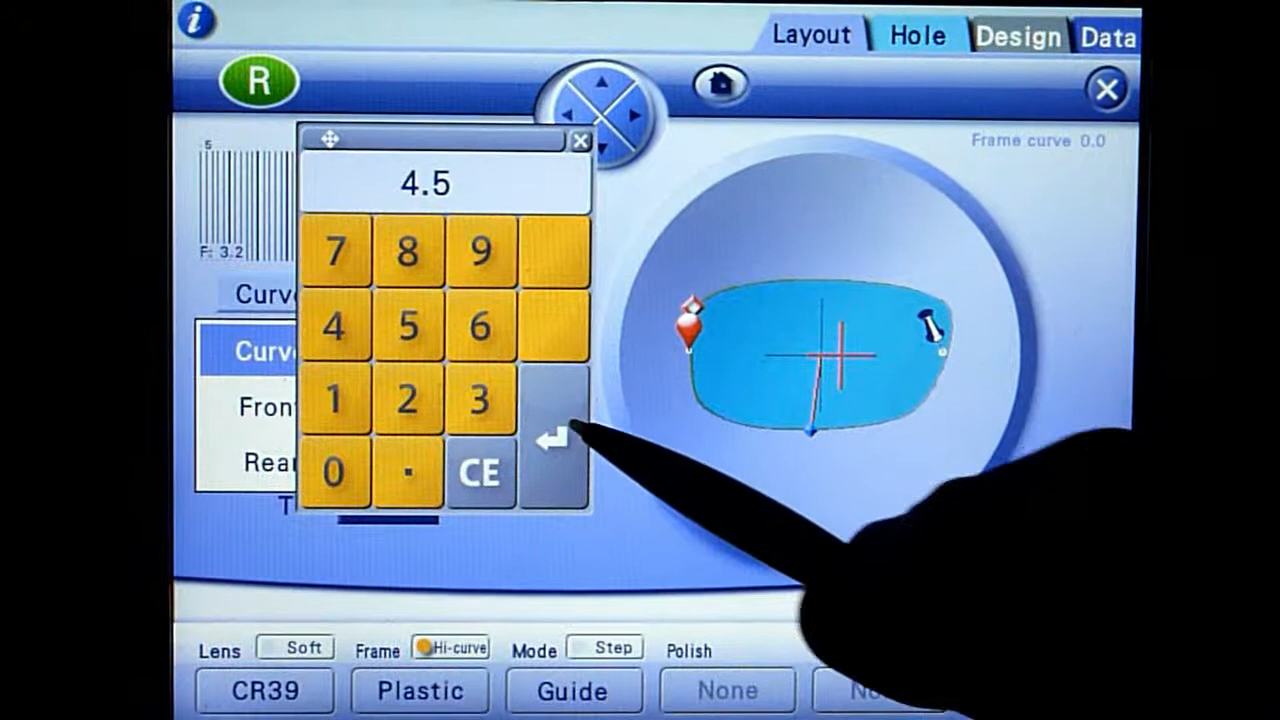 i
Layout Hole Design Data
R
Frame curve 0.0
5
4.5
7 8 9
F: 3.2
Curv
4 5 6
Curv
Fron
1 2 3
Rear
0 . CE
T
Lens Soft Frame Hi-curve Mode Step Polish
CR39 Plastic Guide None